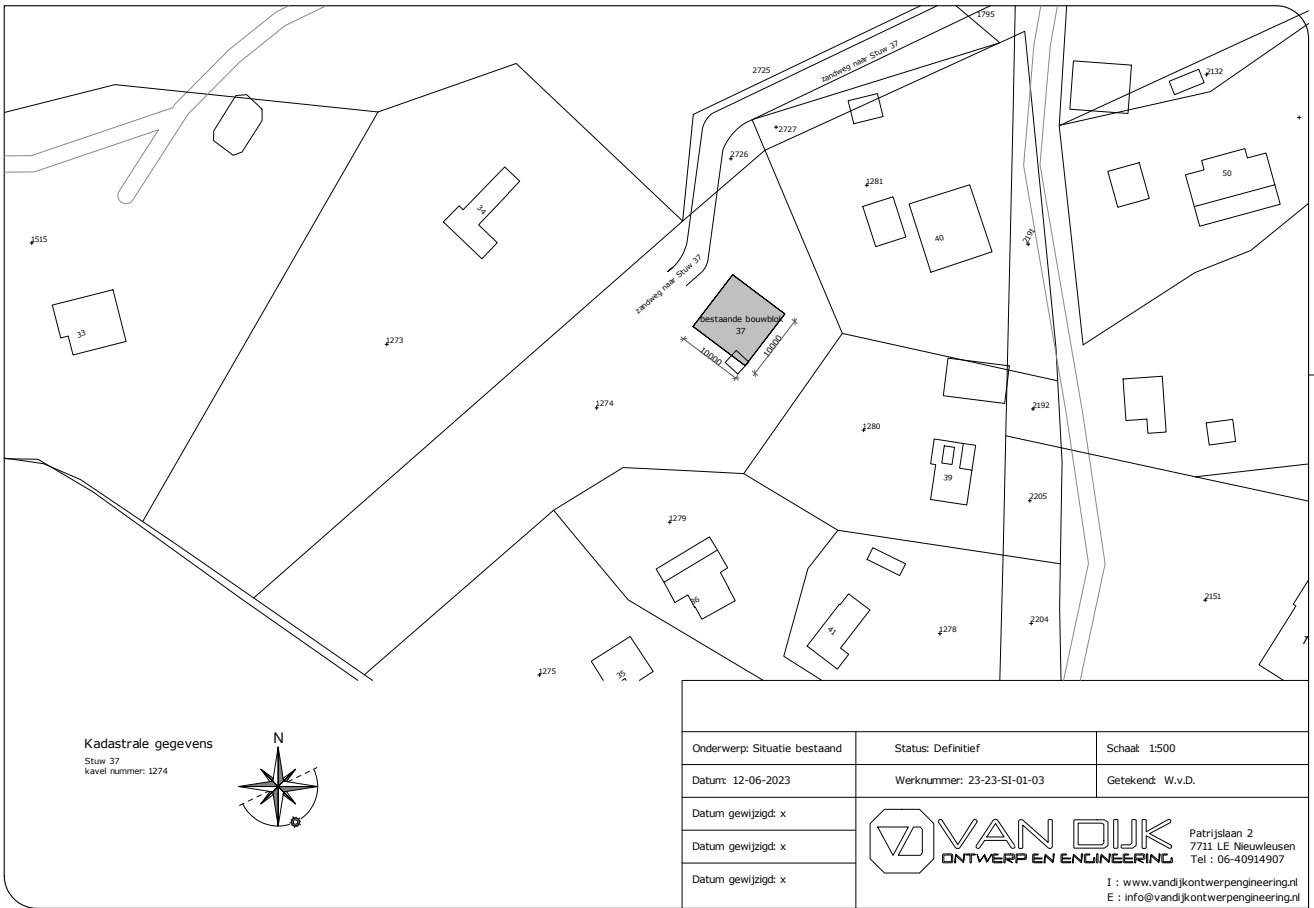 1795
zandweg naar Stuw 37
2725
2132
2727
2726
50
1281
34
40
2191
1515
zandweg naar Stuw 37
bestaande bouwblok
37
33
10000
10000
1273
1274
2192
1280
39
2205
1279
36
2151
41
1278
2204
1275
35
Kadastrale gegevens
Stuw 37
kavel nummer: 1274
N
Onderwerp: Situatie bestaand
Status: Definitief
Schaal: 1:500
Datum: 12-06-2023
Werknummer: 23-23-SI-01-03
Getekend: W.v.D.
Datum gewijzigd: x
Datum gewijzigd: x
Datum gewijzigd: x
VAN DIJK
ONTWERP EN ENGINEERING
Patrijslaan 2
7711 LE Nieuwleusen
Tel : 06-40914907
I : www.vandijkontwerpengineering.nl
E : info@vandijkontwerpengineering.nl